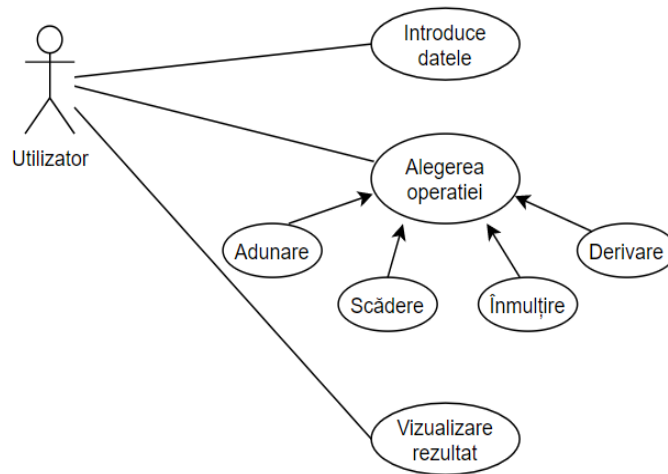 Introduce
datele
Utilizator
Alegerea
operatiei
Adunare
Scădere
Înmulțire
Derivare
Vizualizare
rezultat